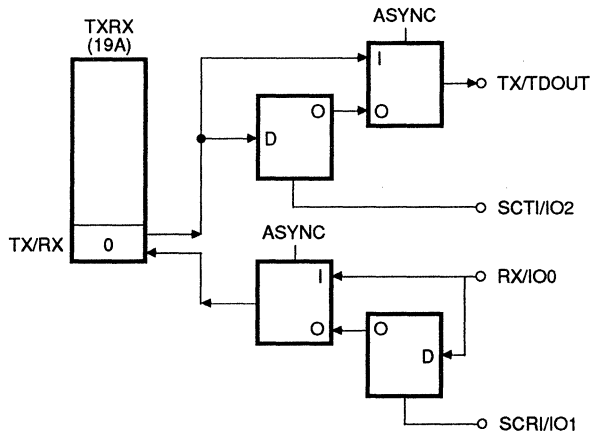 ASYNC
TXRX
(19A)
I
TX/TDOUT
O
O
D
SCTI/IO2
TX/RX
0
ASYNC
I
RX/IO0
O
O
D
SCRI/IO1